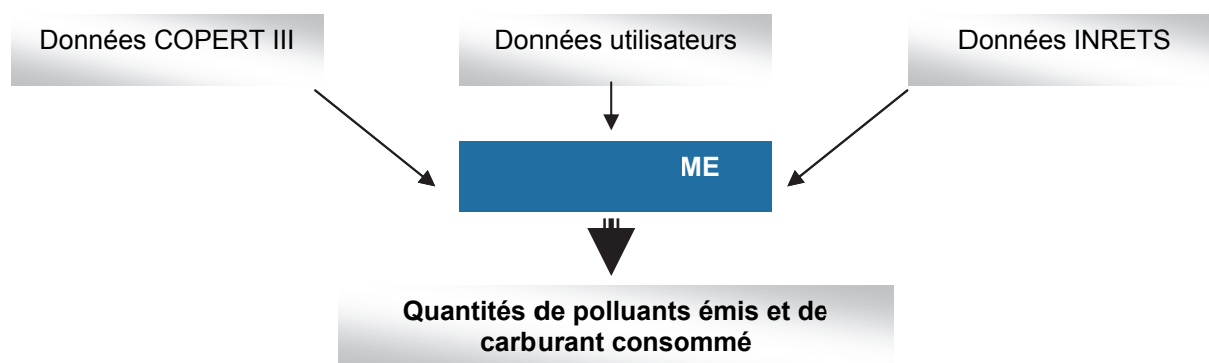 Données COPERT III
Données utilisateurs
Données INRETS
ME
Quantités de polluants émis et de
carburant consommé